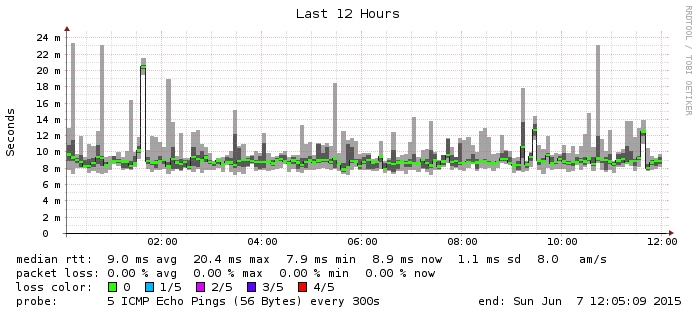 Last 12 Hours
RRDTOOL / TOBI OETIKER
Seconds
24 m
22 m
20 m
18 m
16 m
14 m
12 m
10 m
8 m
6 m
4 m
2 m
0
02:00 04:00 06:00 08:00 10:00 12:00
median rtt: 9.0 ms avg 20.4 ms max 7.9 ms min 8.9 ms now 1.1 ms sd 8.0 am/s
packet loss: 0.00 % avg 0.00 % max 0.00 % min 0.00 % now
loss color: 0 1/5 2/5 3/5 4/5
probe: 5 ICMP Echo Pings (56 Bytes) every 300s end: Sun Jun 7 12:05:09 2015